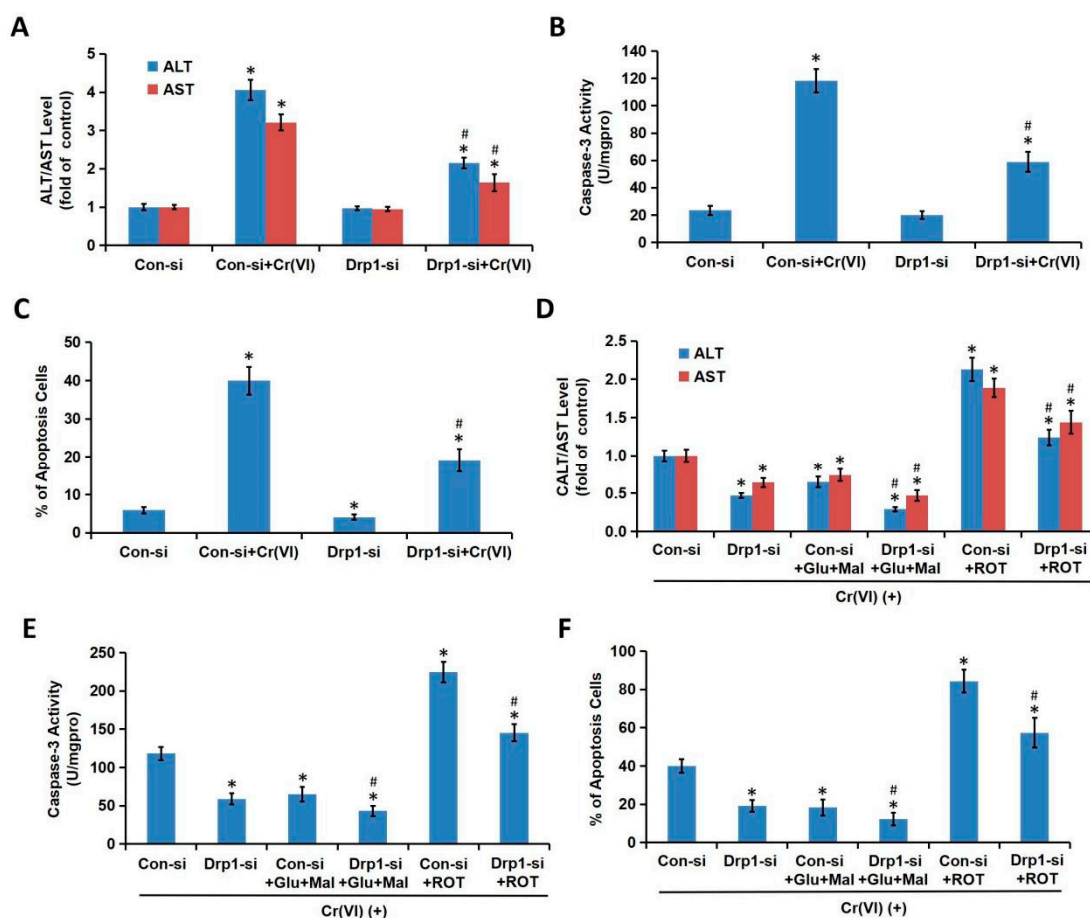 A
ALT/AST Level
(fold of control)
5
4
3
2
1
0
ALT
AST
*
*
#
*
#
*
Con-si
Con-si+Cr(VI)
Drp1-si
Drp1-si+Cr(VI)
B
Caspase-3 Activity
(U/mgpro)
140
120
100
80
60
40
20
0
*
#
*
Con-si
Con-si+Cr(VI)
Drp1-si
Drp1-si+Cr(VI)
C
% of Apoptosis Cells
50
40
30
20
10
0
*
*
#
*
Con-si
Con-si+Cr(VI)
Drp1-si
Drp1-si+Cr(VI)
D
CALT/AST Level
(fold of control)
2.5
2.0
1.5
1.0
0.5
0.0
ALT
AST
*
*
*
*
#
*
#
*
*
*
#
*
#
*
Con-si
Drp1-si
Con-si
+Glu+Mal
Drp1-si
+Glu+Mal
Con-si
+ROT
Drp1-si
+ROT
Cr(VI) (+)
E
Caspase-3 Activity
(U/mgpro)
250
200
150
100
50
0
*
*
#
*
*
#
*
Con-si
Drp1-si
Con-si
+Glu+Mal
Drp1-si
+Glu+Mal
Con-si
+ROT
Drp1-si
+ROT
Cr(VI) (+)
F
% of Apoptosis Cells
100
80
60
40
20
0
*
*
#
*
*
#
*
Con-si
Drp1-si
Con-si
+Glu+Mal
Drp1-si
+Glu+Mal
Con-si
+ROT
Drp1-si
+ROT
Cr(VI) (+)